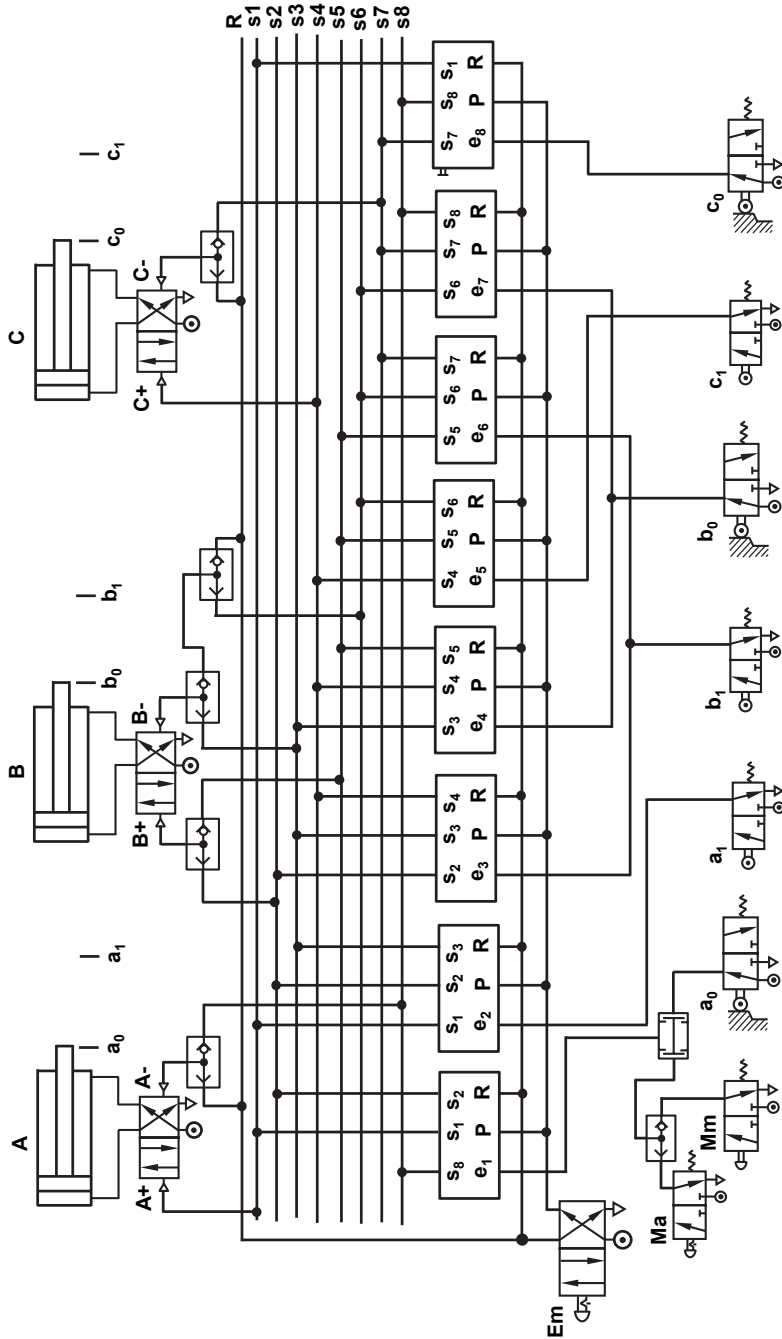 A B C
a₀ a₁ b₀ b₁ c₀ c₁
A+ A- B+ B- C+ C-
R
s1
s2
s3
s4
s5
s6
s7
s8
s₈ s₁ s₂ s₁ s₂ s₃ s₂ s₃ s₄ s₃ s₄ s₅ s₄ s₅ s₆ s₅ s₆ s₇ s₆ s₇ s₈ s₇ s₈ s₁
e₁ P R e₂ P R e₃ P R e₄ P R e₅ P R e₆ P R e₇ P R e₈ P R
Em
Ma Mm a₀ a₁ b₁ b₀ c₁ c₀